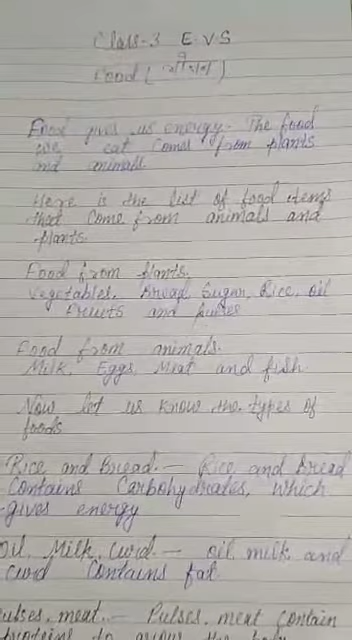 Class-3 E.V.S
Food (भोजन)
Food gives us energy. The food
we eat comes from plants
and animals.
Here is the list of food items
that come from animals and
plants.
Food from plants.
Vegetables, Bread, Sugar, Rice, Oil
Fruits and pulses
Food from animals.
Milk, Eggs, Meat and fish
Now let us know the types of
foods
Rice and Bread. - Rice and Bread
Contains Carbohydrates, which
gives energy
Oil, Milk, Curd. - Oil, milk and
curd Contains fat
Pulses, meat. - Pulses, meat contain
proteins to grow the